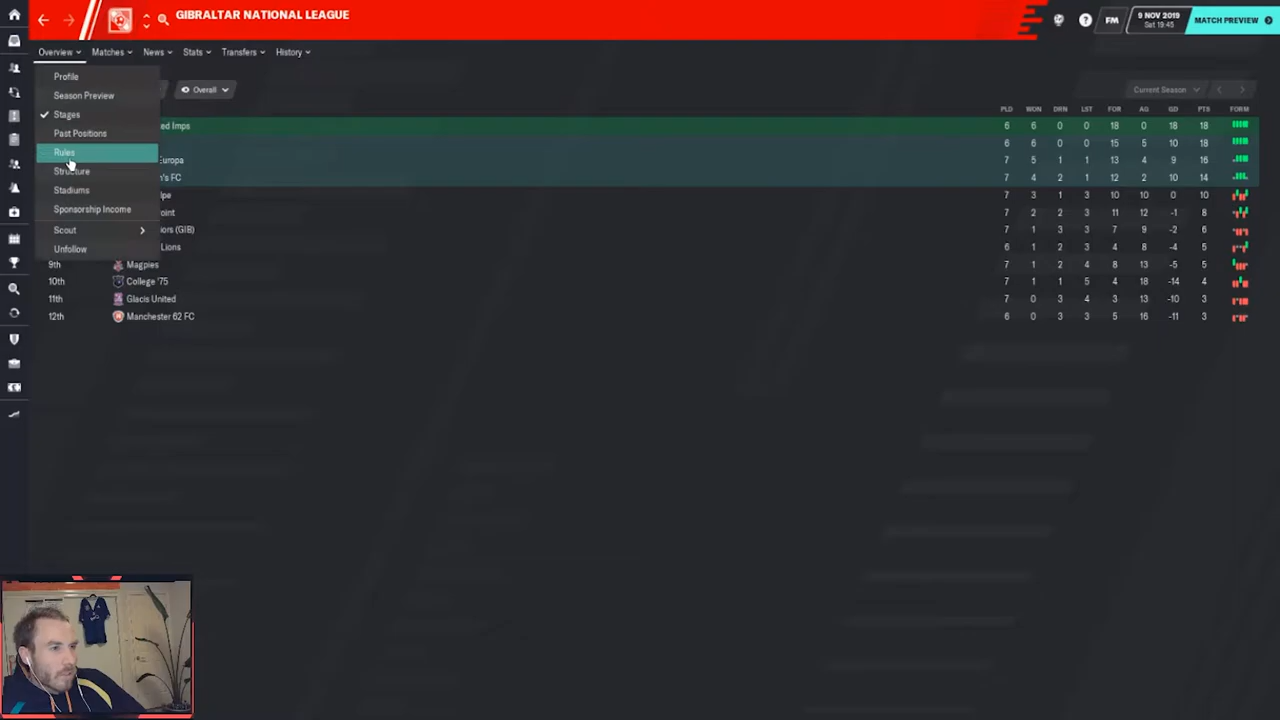 GIBRALTAR NATIONAL LEAGUE
FM
9 NOV 2019
Sat 19:45
MATCH PREVIEW
Overview Matches News Stats Transfers History
Profile
Season Preview
Stages
Past Positions
Rules
Structure
Stadiums
Sponsorship Income
Scout
Unfollow
Overall
Current Season
PLD WON DRN LST FOR AG GD PTS FORM
ed Imps 6 6 0 0 18 0 18 18
6 6 0 0 15 5 10 18
Europa 7 5 1 1 13 4 9 16
n's FC 7 4 2 1 12 2 10 14
lpe 7 3 1 3 10 10 0 10
oint 7 2 2 3 11 12 -1 8
ors (GIB) 7 1 3 3 7 9 -2 6
Lions 6 1 2 3 4 8 -4 5
9th Magpies 7 1 2 4 8 13 -5 5
10th College '75 7 1 1 5 4 18 -14 4
11th Glacis United 7 0 3 4 3 13 -10 3
12th Manchester 62 FC 6 0 3 3 5 16 -11 3